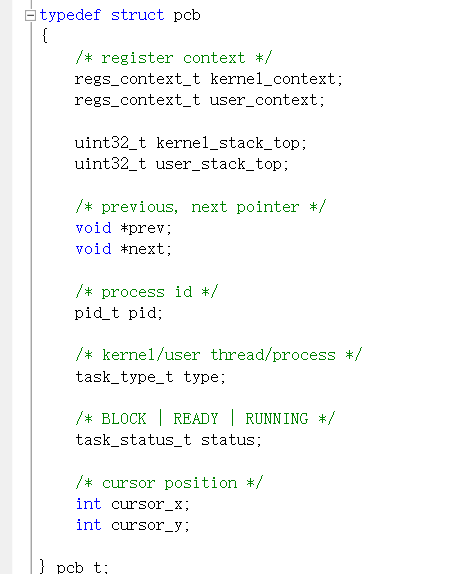 typedef struct pcb
{
/* register context */
regs_context_t kernel_context;
regs_context_t user_context;
uint32_t kernel_stack_top;
uint32_t user_stack_top;
/* previous, next pointer */
void *prev;
void *next;
/* process id */
pid_t pid;
/* kernel/user thread/process */
task_type_t type;
/* BLOCK | READY | RUNNING */
task_status_t status;
/* cursor position */
int cursor_x;
int cursor_y;
} pcb_t;